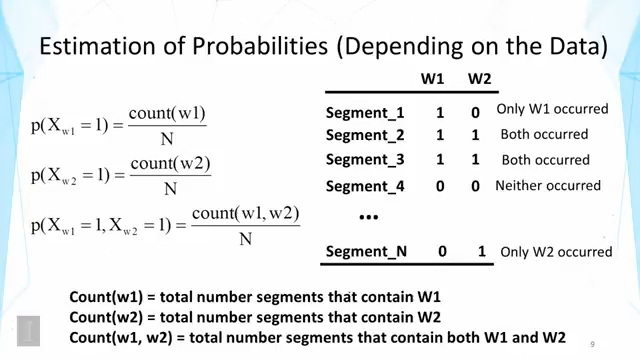 Estimation of Probabilities (Depending on the Data)
p(X_w1 = 1) = count(w1) / N
p(X_w2 = 1) = count(w2) / N
p(X_w1 = 1, X_w2 = 1) = count(w1, w2) / N
W1 W2
Segment_1 1 0 Only W1 occurred
Segment_2 1 1 Both occurred
Segment_3 1 1 Both occurred
Segment_4 0 0 Neither occurred
...
Segment_N 0 1 Only W2 occurred
Count(w1) = total number segments that contain W1
Count(w2) = total number segments that contain W2
Count(w1, w2) = total number segments that contain both W1 and W2
9